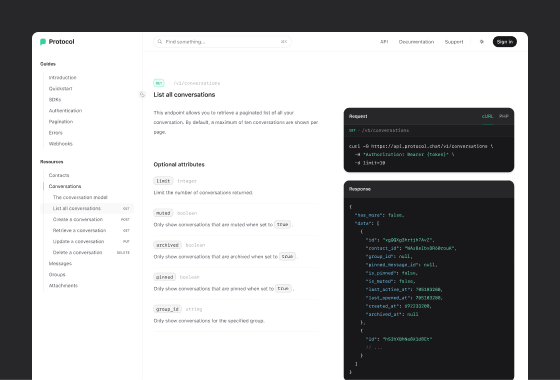 Protocol
Find something...
⌘K
API
Documentation
Support
Sign in
Guides
Introduction
Quickstart
SDKs
Authentication
Pagination
Errors
Webhooks
Resources
Contacts
Conversations
The conversation model
List all conversations GET
Create a conversation POST
Retrieve a conversation GET
Update a conversation PUT
Delete a conversation DELETE
Messages
Groups
Attachments
GET /v1/conversations
List all conversations
This endpoint allows you to retrieve a paginated list of all your
conversations. By default, a maximum of ten conversations are shown per
page.
Optional attributes
limit integer
Limit the number of conversations returned.
muted boolean
Only show conversations that are muted when set to true .
archived boolean
Only show conversations that are archived when set to true .
pinned boolean
Only show conversations that are pinned when set to true .
group_id string
Only show conversations for the specified group.
Request
cURL PHP
GET /v1/conversations
curl -G https://api.protocol.chat/v1/conversations \
-H "Authorization: Bearer {token}" \
-d limit=10
Response
{
"has_more": false,
"data": [
{
"id":
"contact_id":
"group_id": null,
"pinned_message_id": null,
"is_pinned": false,
"is_muted": false,
"last_active_at": 705103200,
"last_opened_at": 705103200,
"created_at": 692233200,
"archived_at": null
},
{
"id":
// ...
}
]
}